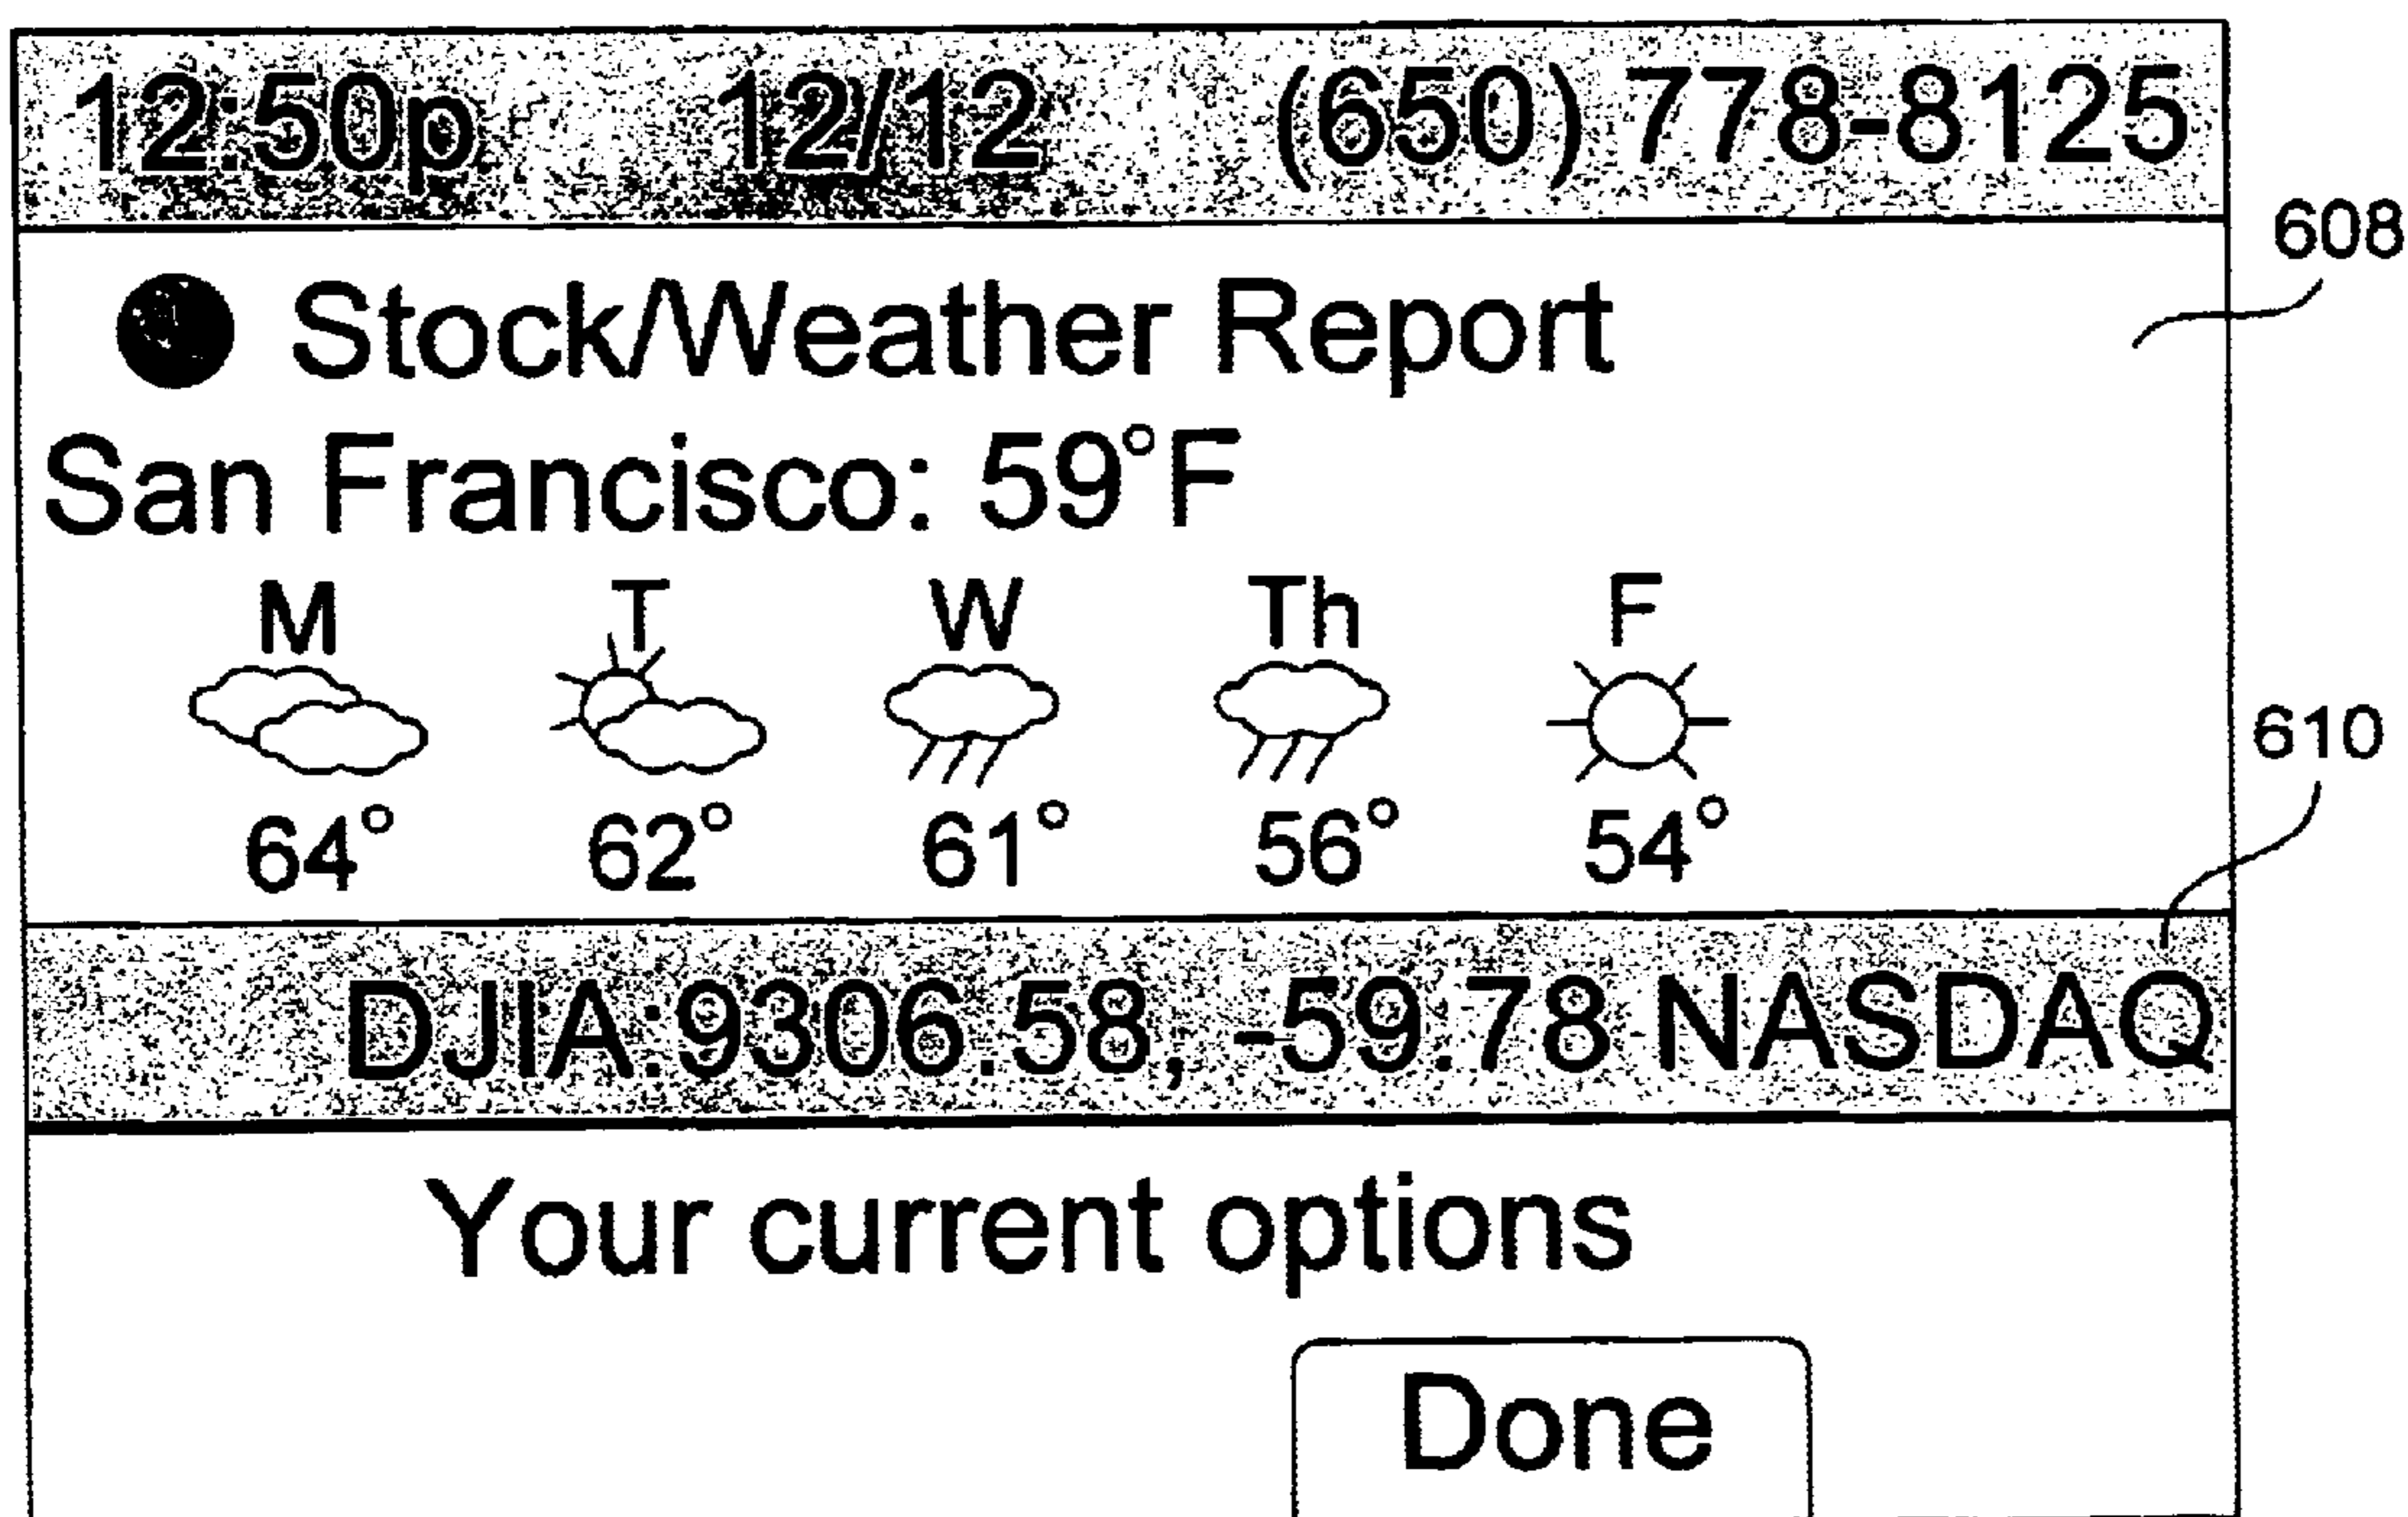 12:50p 12/12 (650) 778-8125
608
Stock/Weather Report
San Francisco: 59°F
M T W Th F
610
64° 62° 61° 56° 54°
DJIA:9306.58, -59.78 NASDAQ
Your current options
Done